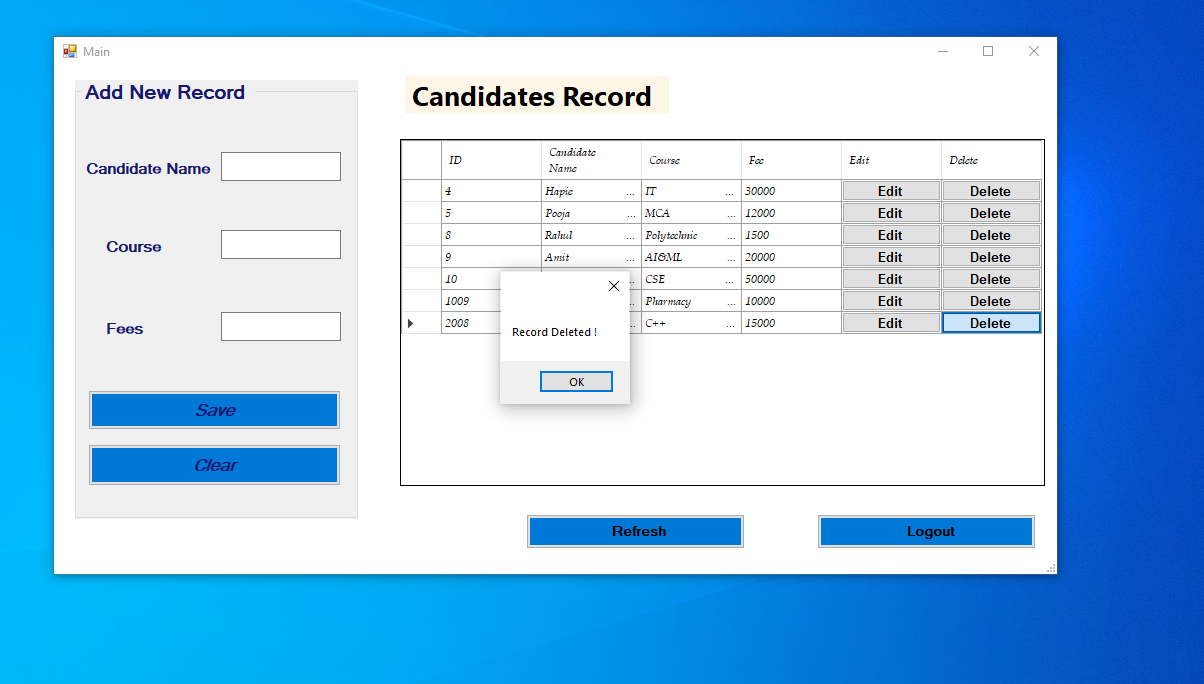 Main
Add New Record
Candidate Name
Course
Fees
Save
Clear
Candidates Record
ID Candidate Name Course Fee Edit Delete
4 Hapie ... IT ... 30000 Edit Delete
5 Pooja ... MCA ... 12000 Edit Delete
8 Rahul ... Polytechnic ... 1500 Edit Delete
9 Amit ... AI&ML ... 20000 Edit Delete
10 CSE ... 50000 Edit Delete
1009 Pharmacy ... 10000 Edit Delete
2008 C++ ... 15000 Edit Delete
Record Deleted !
OK
Refresh Logout